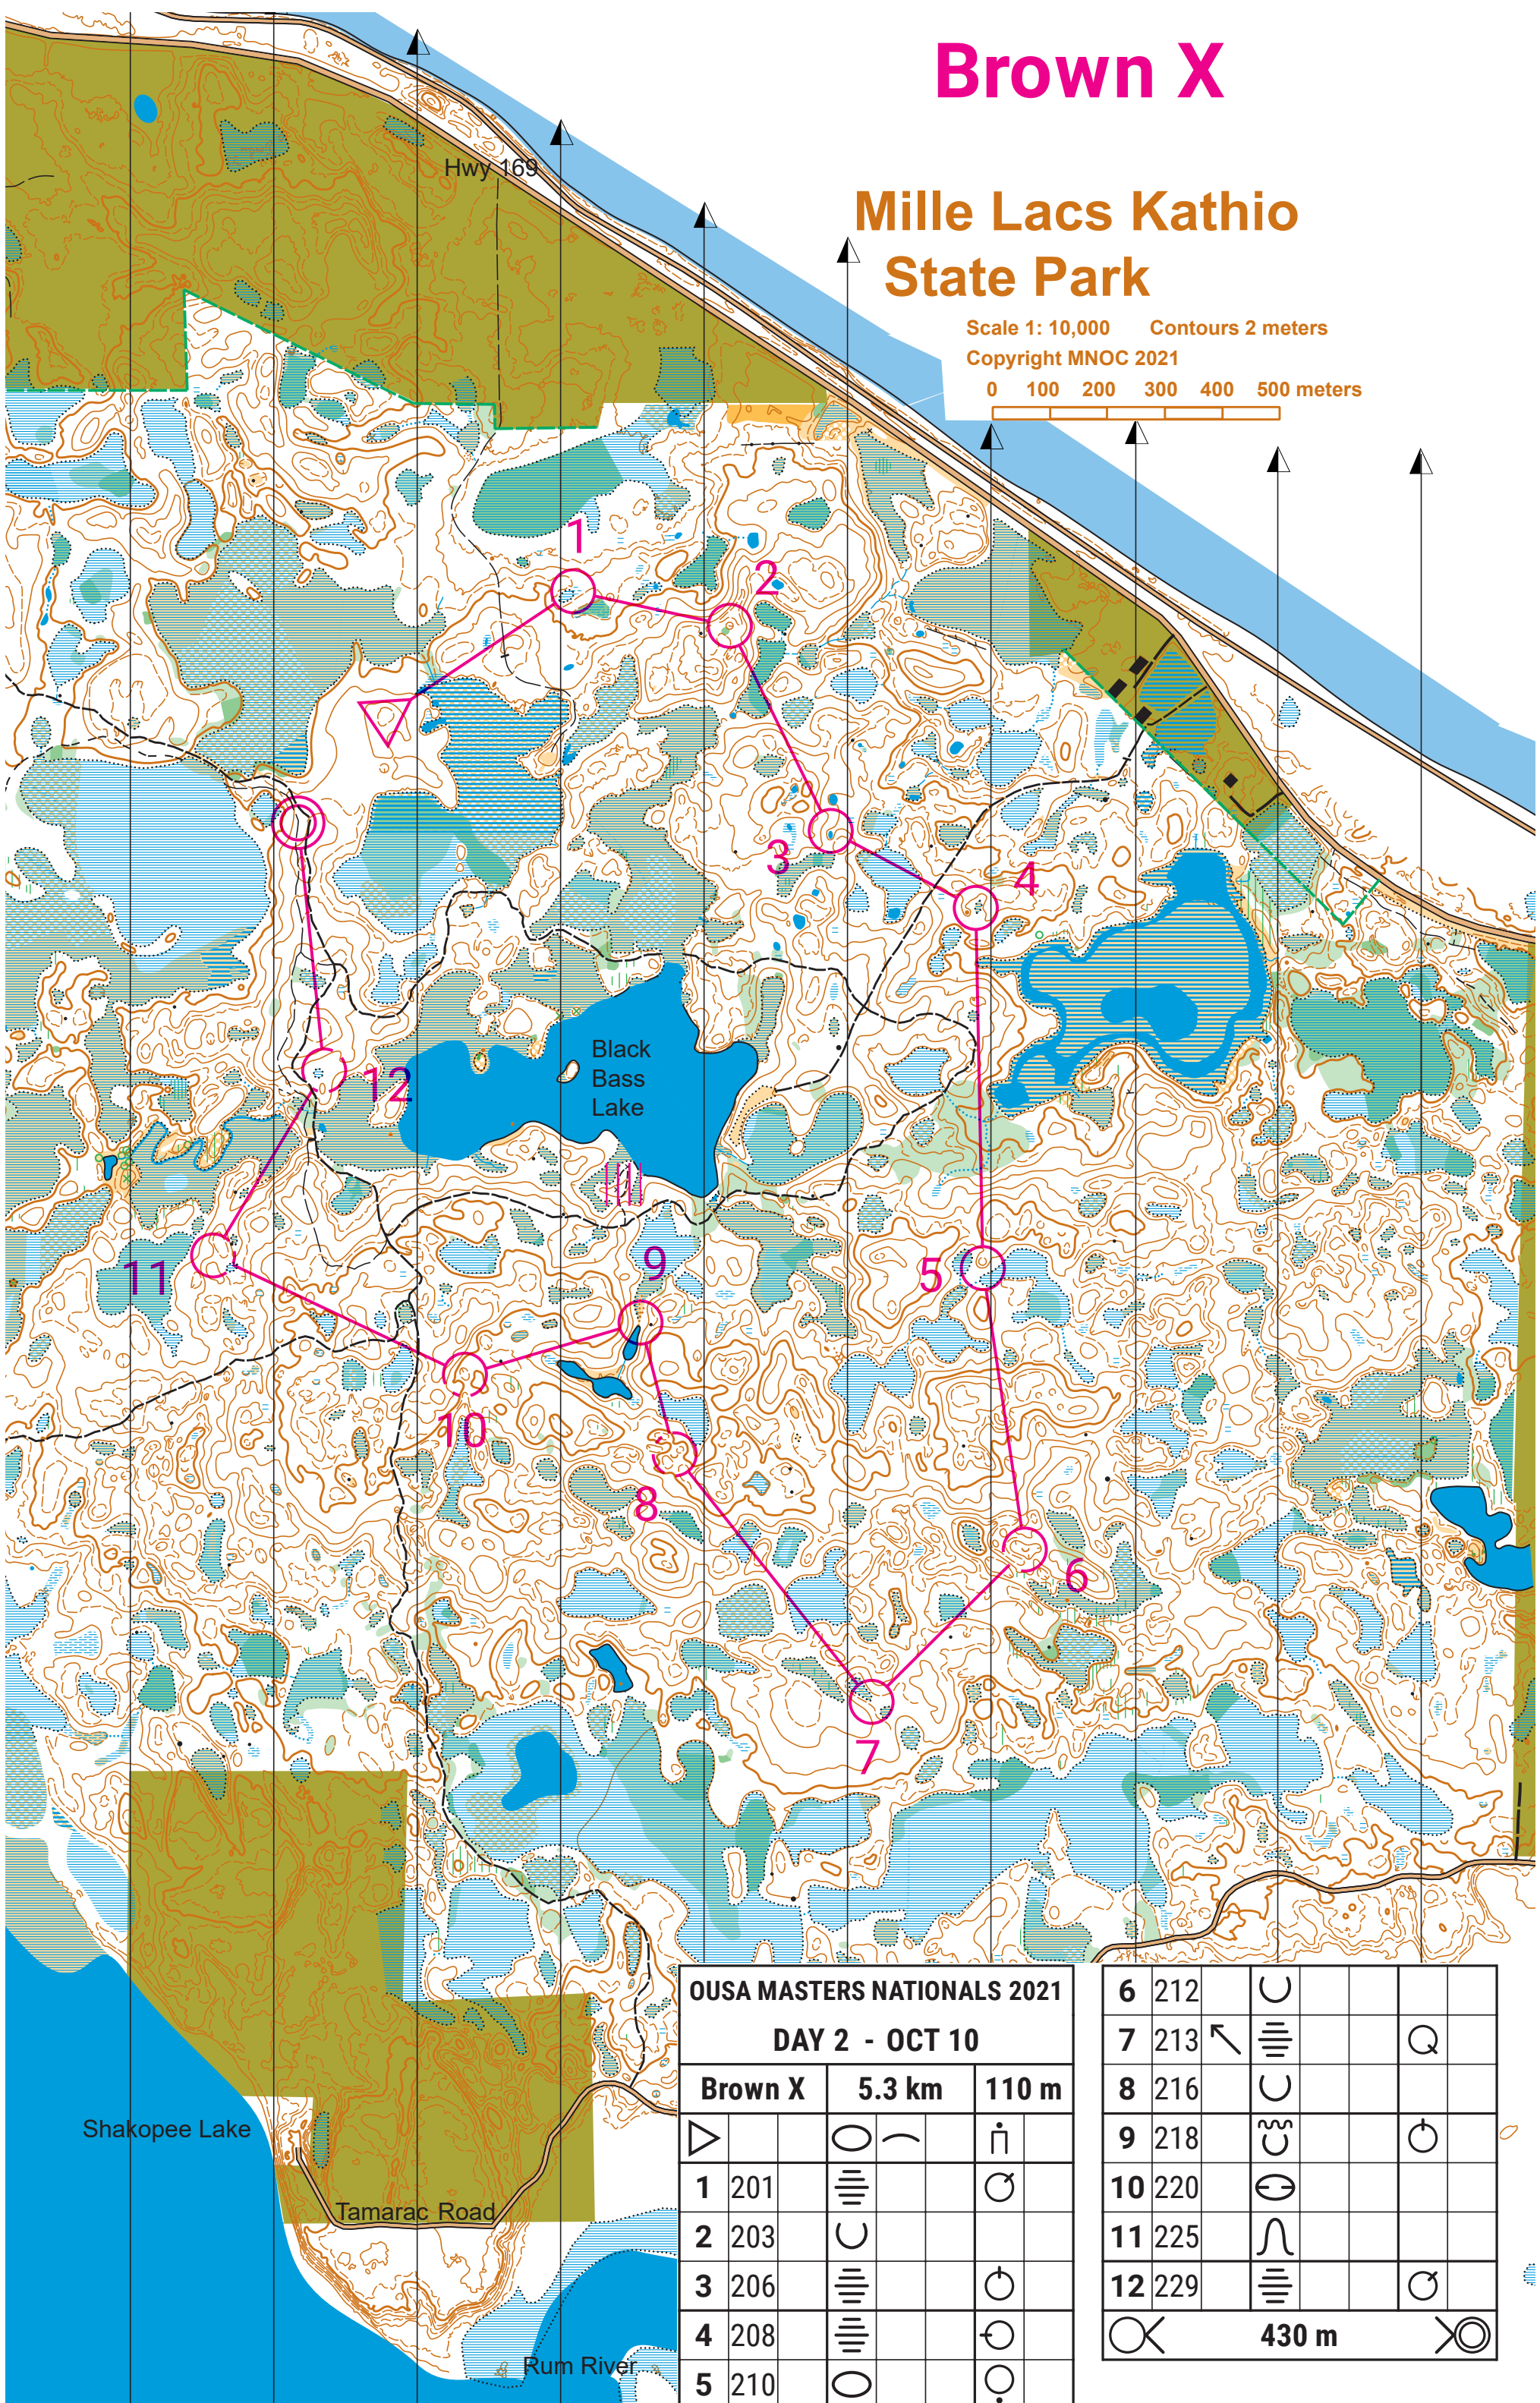 Brown X
Mille Lacs Kathio
State Park
Scale 1: 10,000 Contours 2 meters
Copyright MNOC 2021
0 100 200 300 400 500 meters
Hwy 169
1
2
3
4
Black
Bass
Lake
12
11
9
5
10
8
6
7
Shakopee Lake
Tamarac Road
Rum River
OUSA MASTERS NATIONALS 2021
DAY 2 - OCT 10
Brown X 5.3 km 110 m
1 201
2 203
3 206
4 208
5 210
6 212
7 213
8 216
9 218
10 220
11 225
12 229
430 m